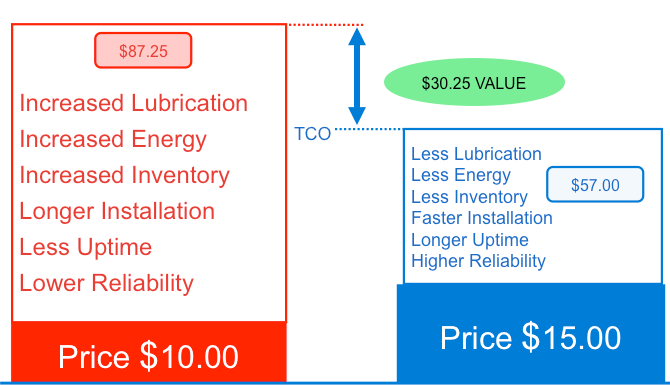 $87.25
Increased Lubrication
Increased Energy
Increased Inventory
Longer Installation
Less Uptime
Lower Reliability
Price $10.00
$30.25 VALUE
TCO
Less Lubrication
Less Energy
Less Inventory
$57.00
Faster Installation
Longer Uptime
Higher Reliability
Price $15.00